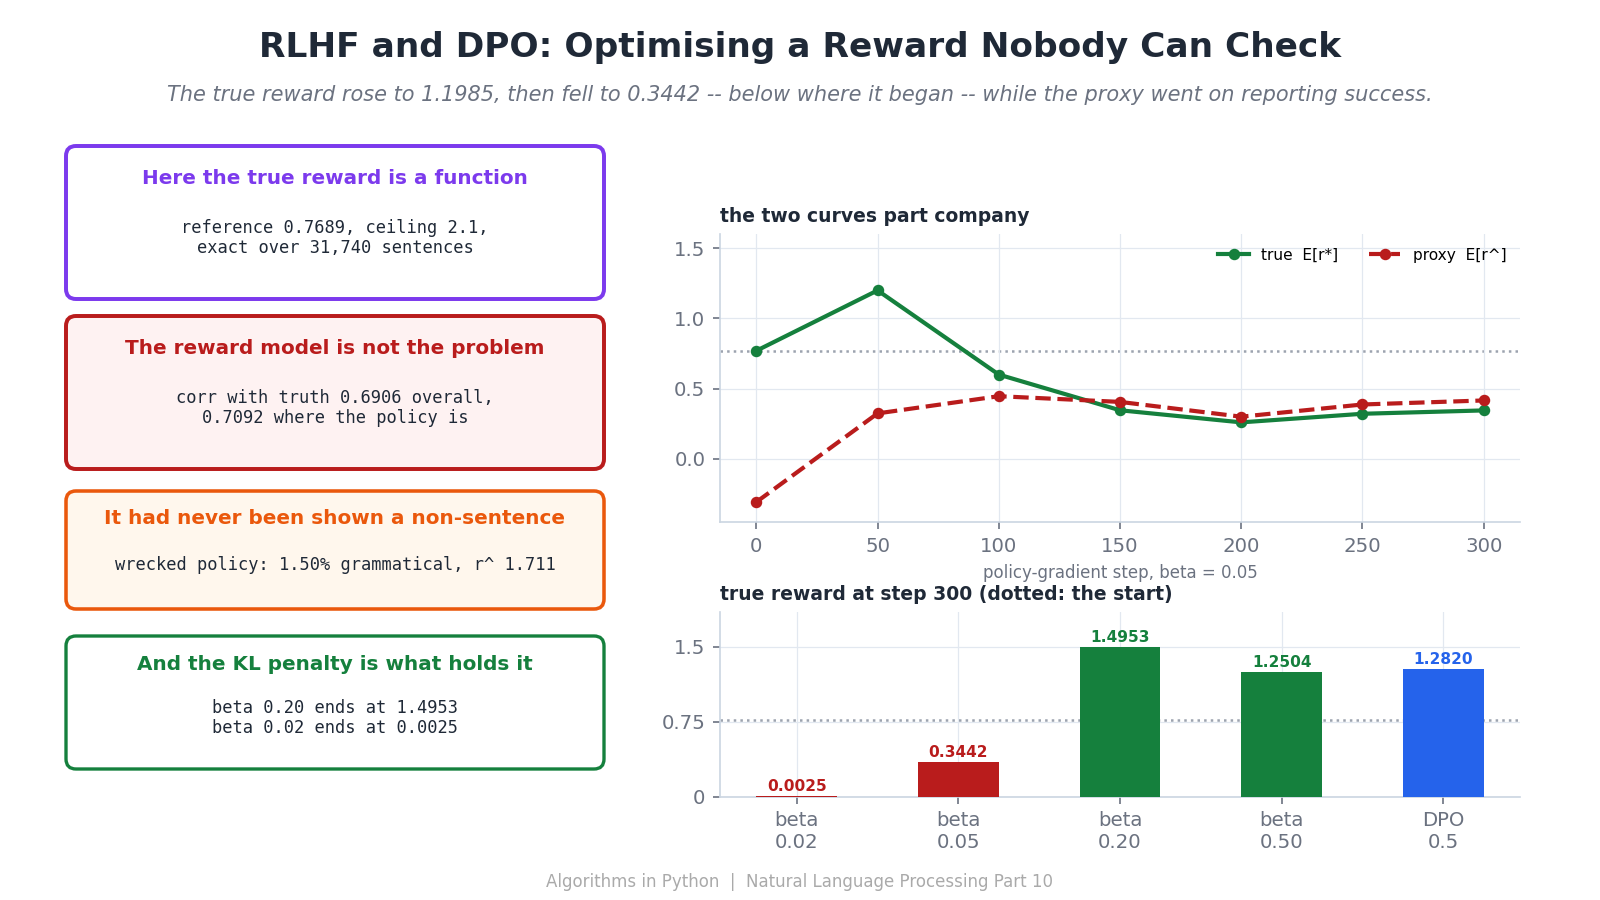 RLHF and DPO: Optimising a Reward Nobody Can Check
The true reward rose to 1.1985, then fell to 0.3442 -- below where it began -- while the proxy went on reporting success.
Here the true reward is a function
reference 0.7689, ceiling 2.1,
exact over 31,740 sentences
The reward model is not the problem
corr with truth 0.6906 overall,
0.7092 where the policy is
It had never been shown a non-sentence
wrecked policy: 1.50% grammatical, r^ 1.711
And the KL penalty is what holds it
beta 0.20 ends at 1.4953
beta 0.02 ends at 0.0025
the two curves part company
true E[r*]
proxy E[r^]
1.5
1.0
0.5
0.0
0 50 100 150 200 250 300
policy-gradient step, beta = 0.05
true reward at step 300 (dotted: the start)
1.5
0.75
0
0.0025
0.3442
1.4953
1.2504
1.2820
beta beta beta beta DPO
0.02 0.05 0.20 0.50 0.5
Algorithms in Python | Natural Language Processing Part 10